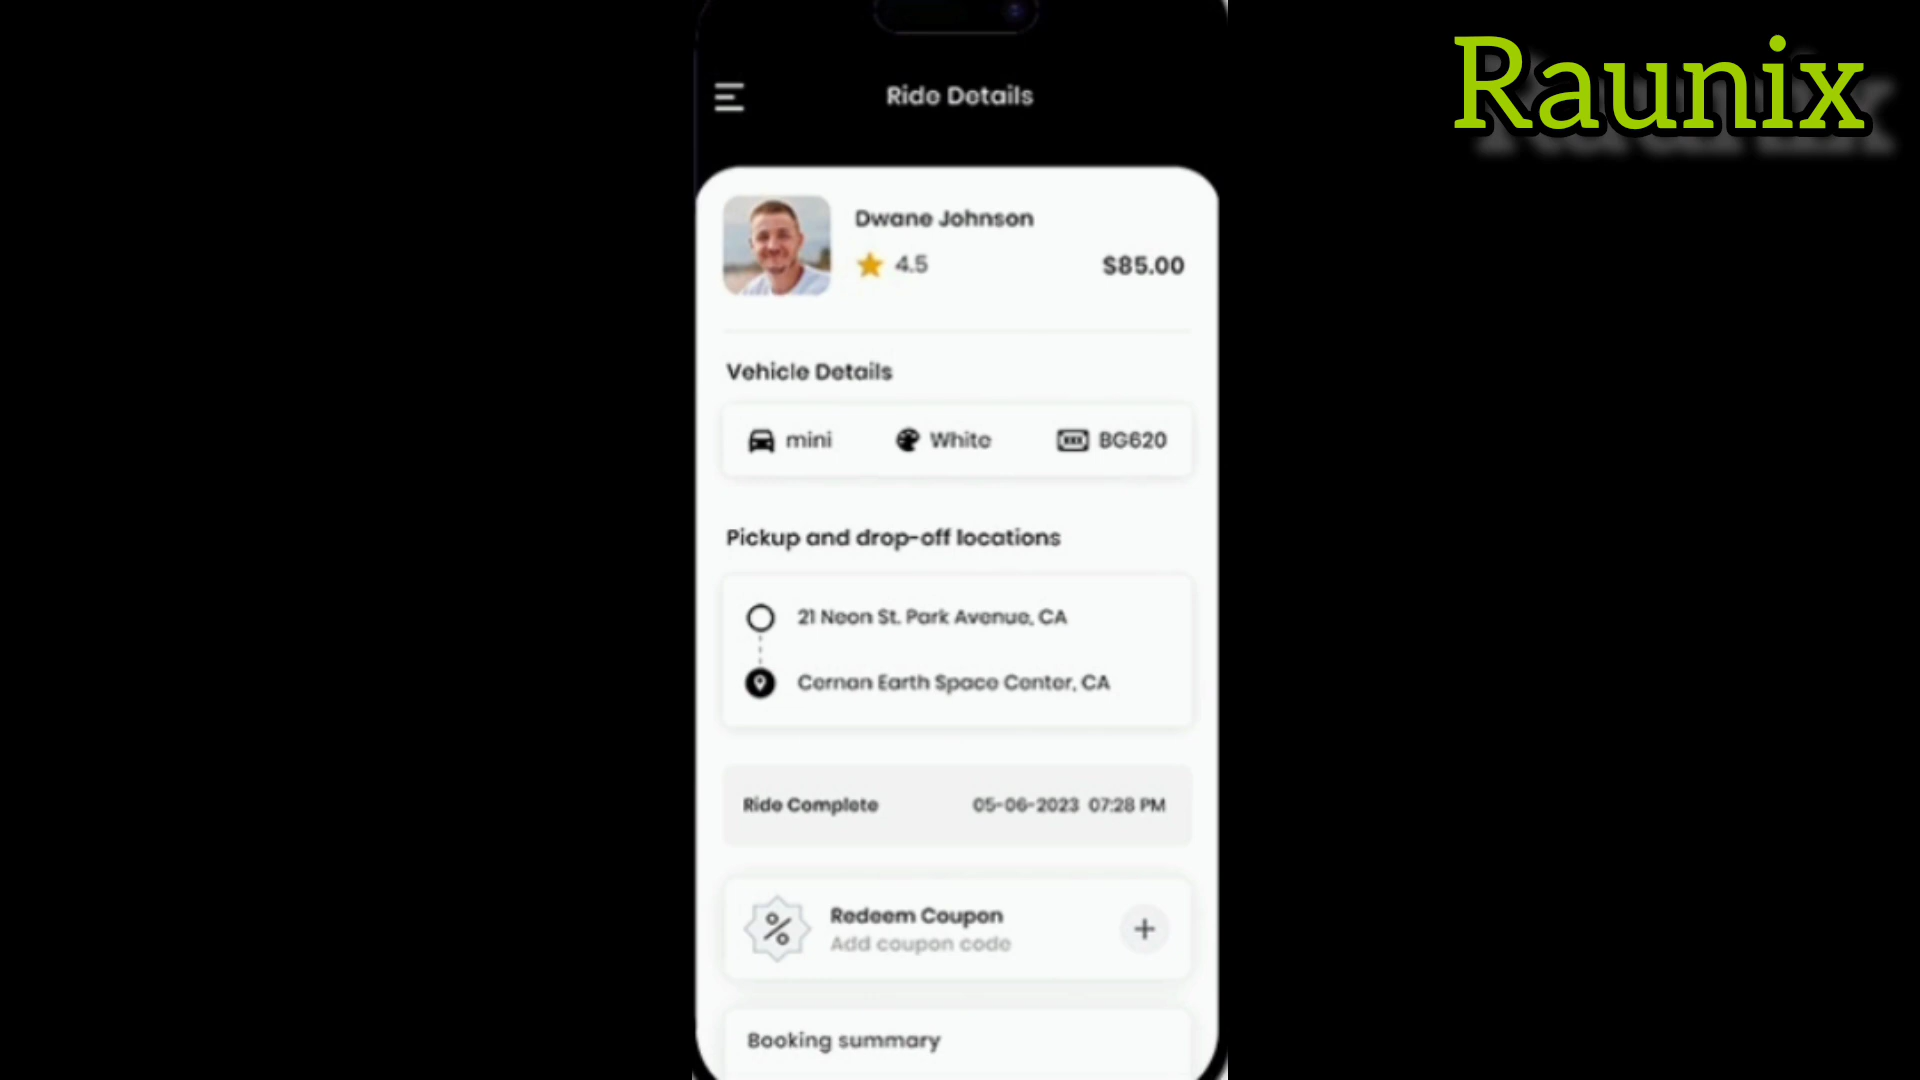 Raunix
Ride Details
Dwane Johnson
4.5
$85.00
Vehicle Details
mini
White
BG620
Pickup and drop-off locations
21 Neon St. Park Avenue, CA
Cernan Earth Space Center, CA
Ride Complete
05-06-2023 07:28 PM
Redeem Coupon
Add coupon code
Booking summary